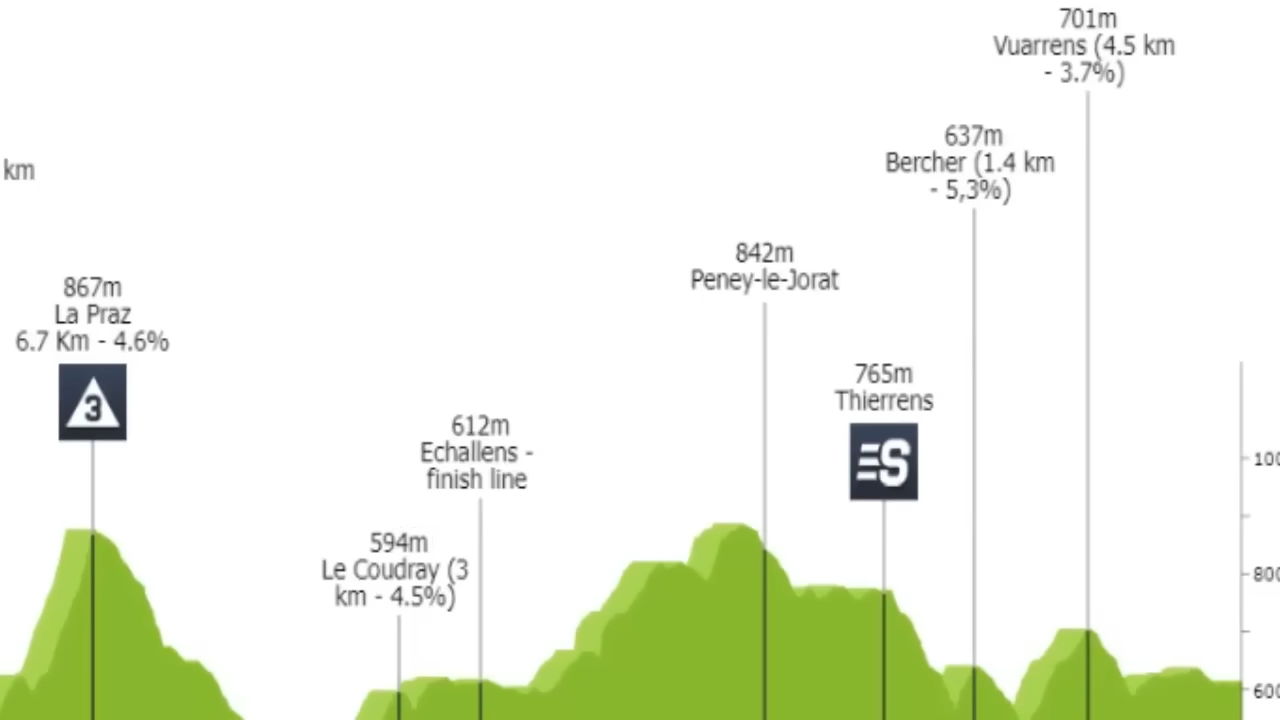 701m
Vuarrens (4.5 km
- 3.7%)
637m
Bercher (1.4 km
- 5,3%)
km
842m
Peney-le-Jorat
867m
La Praz
6.7 Km - 4.6%
3
765m
Thierrens
S
612m
Echallens -
finish line
594m
Le Coudray (3
km - 4.5%)
100
800
600